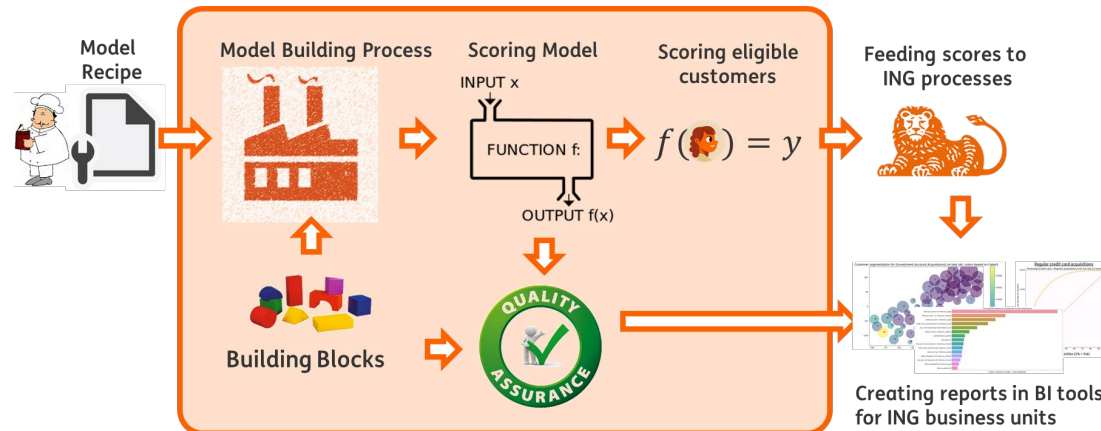 Model
Recipe
Model Building Process
Scoring Model
Scoring eligible
customers
Feeding scores to
ING processes
INPUT x
FUNCTION f:
OUTPUT f(x)
f( ) = y
Building Blocks
QUALITY
ASSURANCE
Regular credit card acquisitions
Creating reports in BI tools
for ING business units